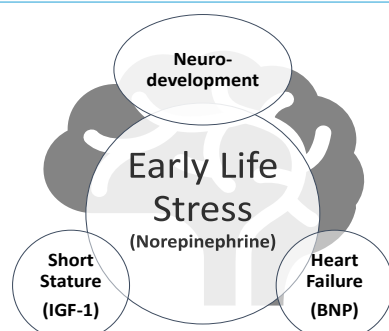 Neuro-
development
Early Life
Stress
(Norepinephrine)
Short
Stature
(IGF-1)
Heart
Failure
(BNP)